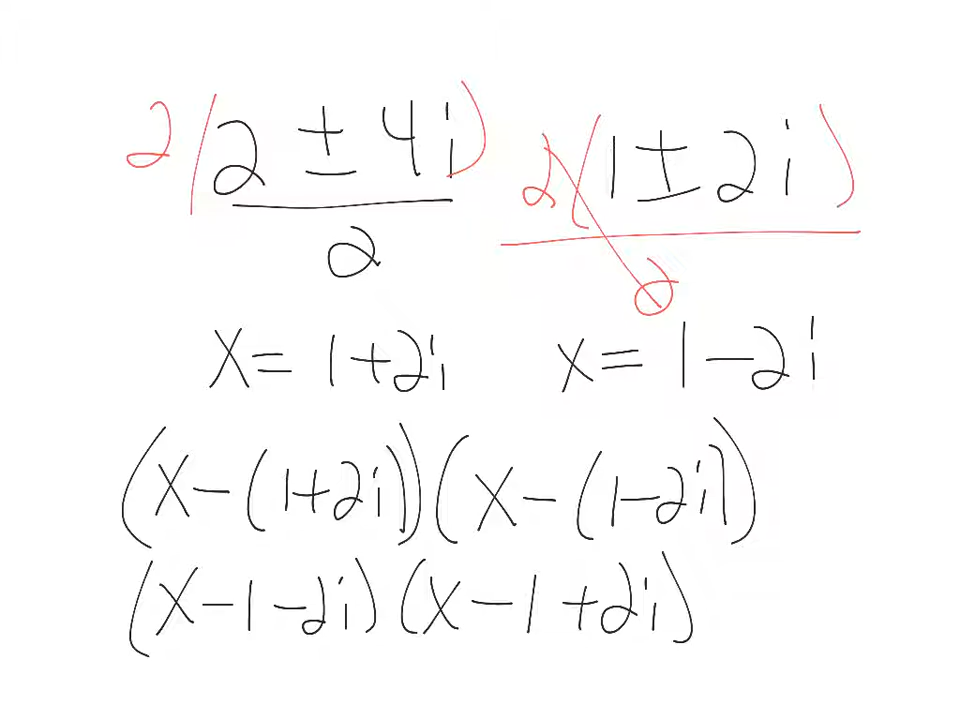 2(2 ± 4i) 2(1 ± 2i)
2 2
x = 1+2i x = 1-2i
(x-(1+2i))(x-(1-2i))
(x-1-2i)(x-1+2i)